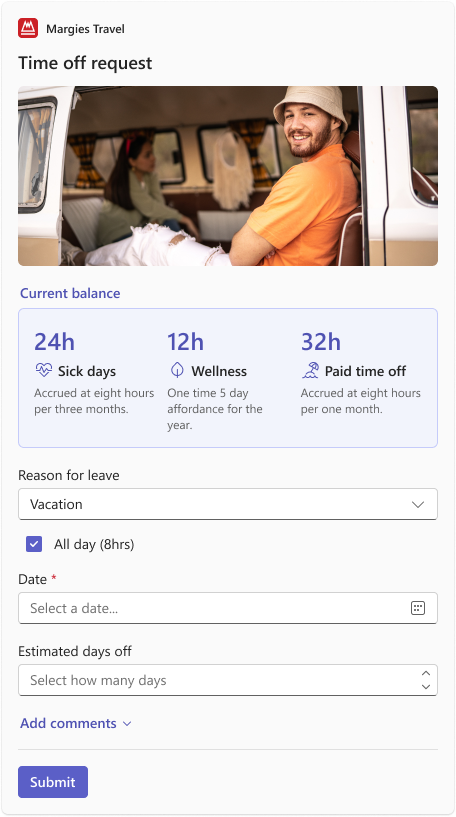 Margies Travel
Time off request
Current balance
24h
Sick days
Accrued at eight hours
per three months.
12h
Wellness
One time 5 day
affordance for the
year.
32h
Paid time off
Accrued at eight hours
per one month.
Reason for leave
Vacation
All day (8hrs)
Date *
Select a date...
Estimated days off
Select how many days
Add comments
Submit